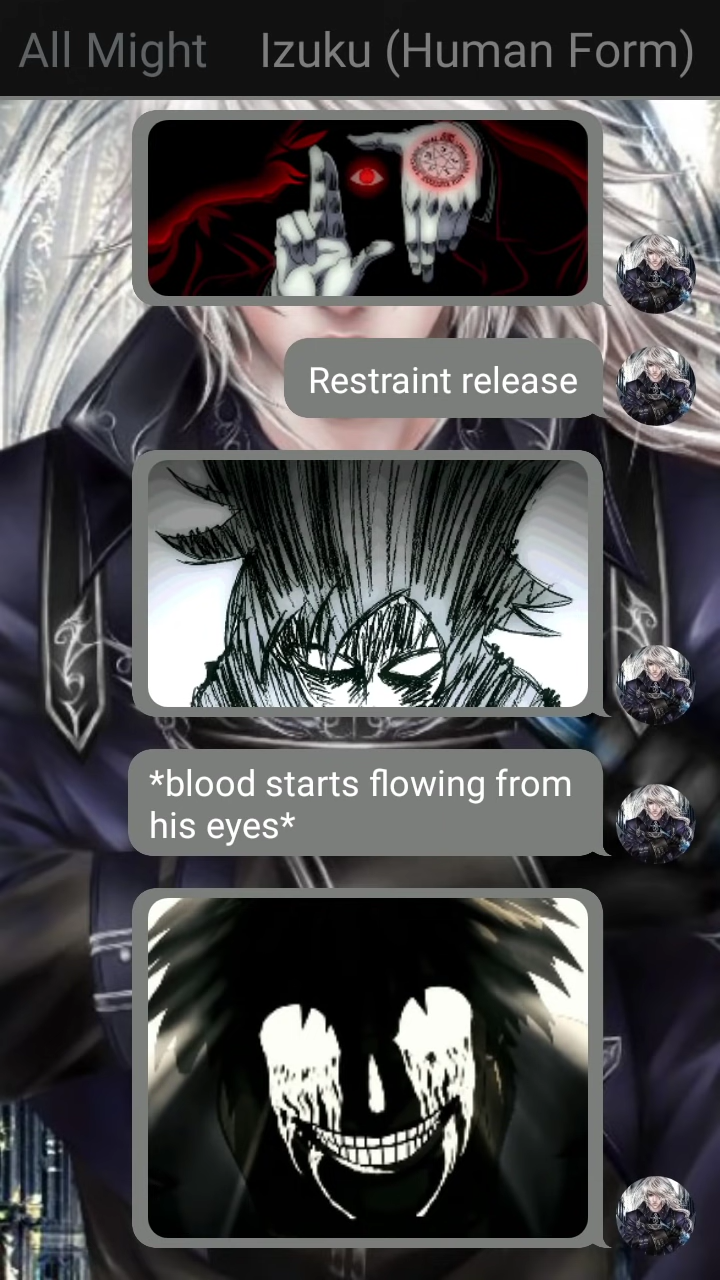 All Might Izuku (Human Form)
Restraint release
*blood starts flowing from
his eyes*